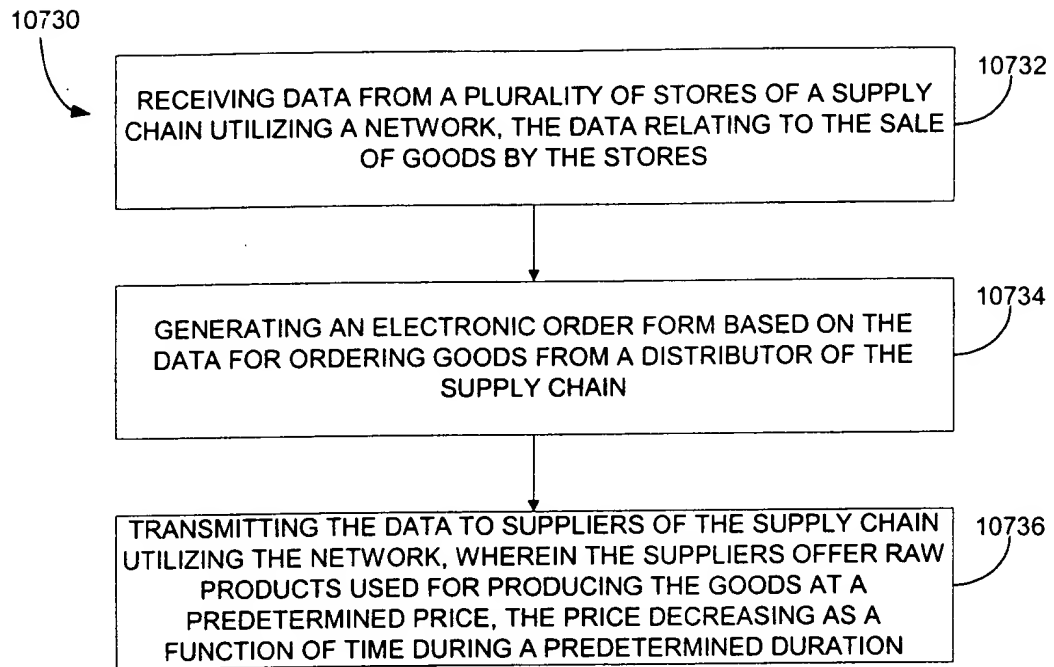 10730
10732
RECEIVING DATA FROM A PLURALITY OF STORES OF A SUPPLY
CHAIN UTILIZING A NETWORK, THE DATA RELATING TO THE SALE
OF GOODS BY THE STORES
10734
GENERATING AN ELECTRONIC ORDER FORM BASED ON THE
DATA FOR ORDERING GOODS FROM A DISTRIBUTOR OF THE
SUPPLY CHAIN
10736
TRANSMITTING THE DATA TO SUPPLIERS OF THE SUPPLY CHAIN
UTILIZING THE NETWORK, WHEREIN THE SUPPLIERS OFFER RAW
PRODUCTS USED FOR PRODUCING THE GOODS AT A
PREDETERMINED PRICE, THE PRICE DECREASING AS A
FUNCTION OF TIME DURING A PREDETERMINED DURATION